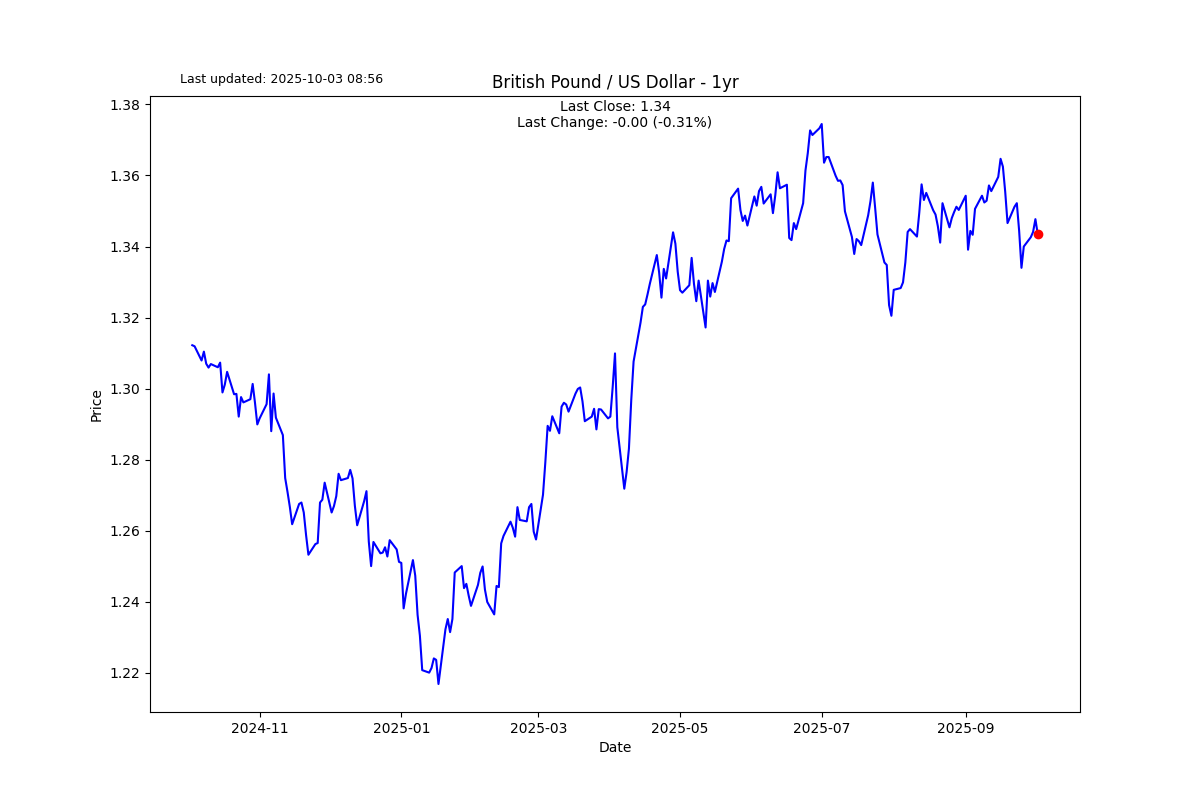 Last updated: 2025-10-03 08:56
British Pound / US Dollar - 1yr
Last Close: 1.34
Last Change: -0.00 (-0.31%)
1.38
1.36
1.34
1.32
1.30
1.28
1.26
1.24
1.22
Price
2024-11
2025-01
2025-03
2025-05
2025-07
2025-09
Date